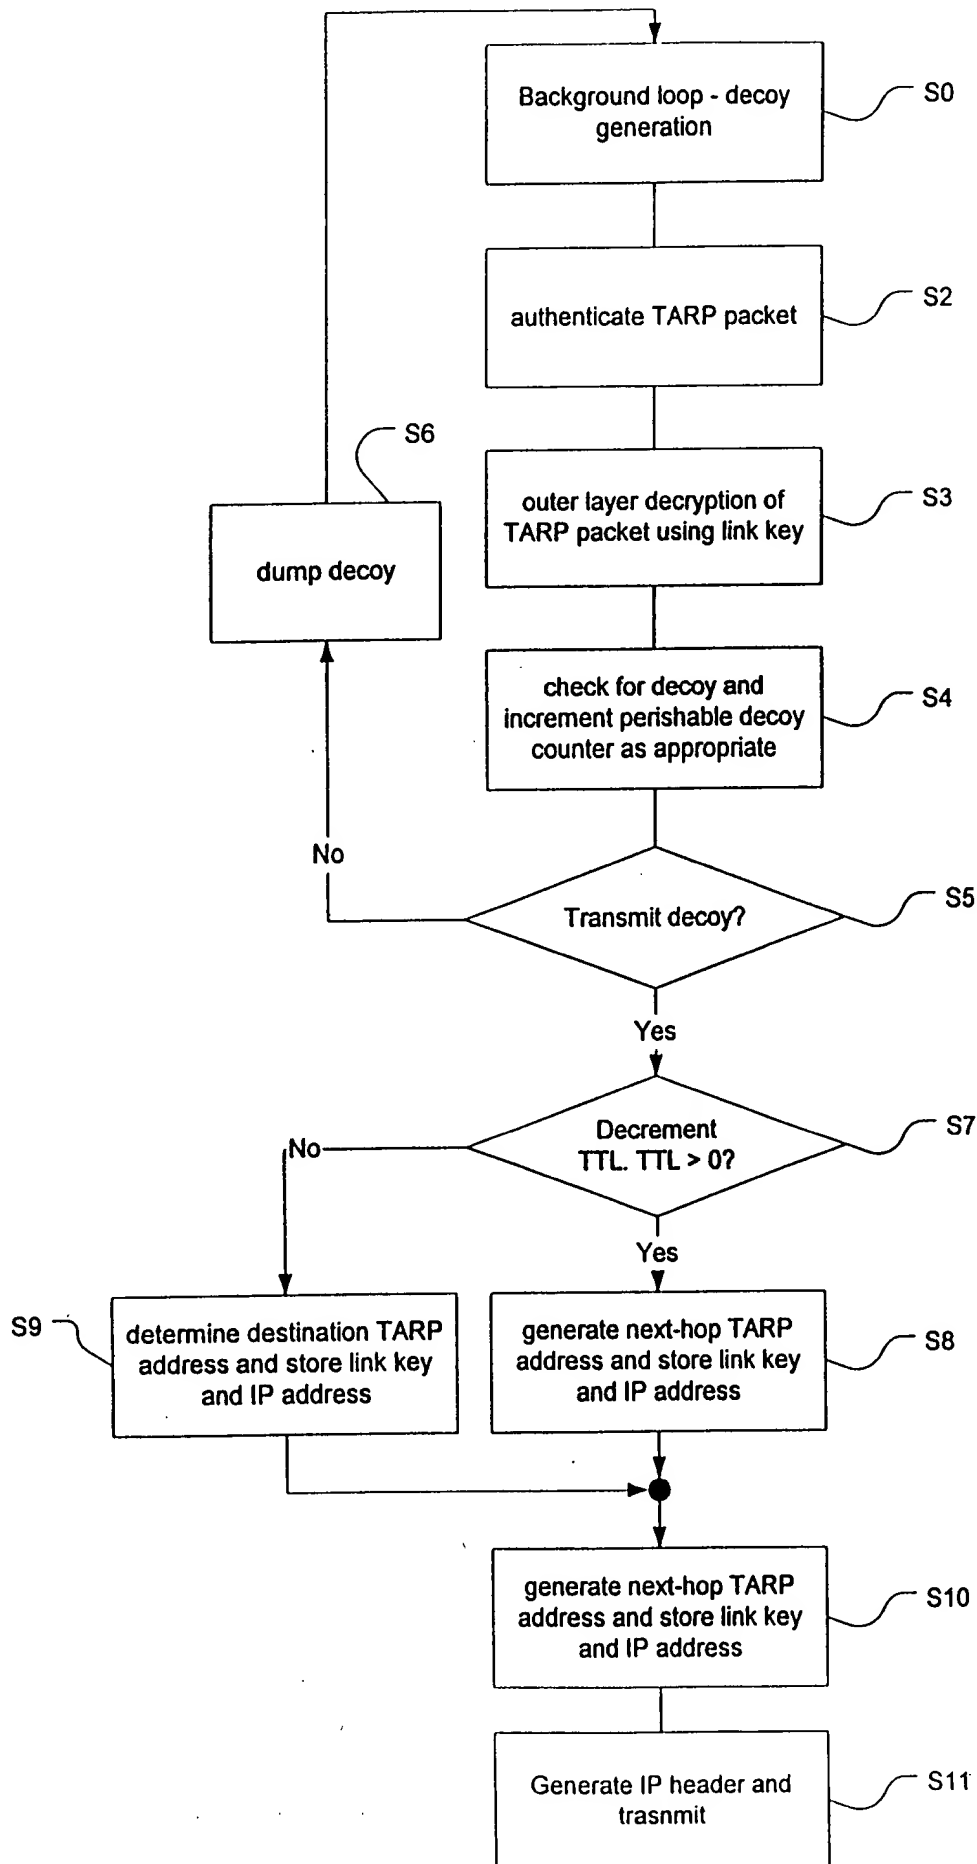 Background loop - decoy
generation
S0
authenticate TARP packet
S2
S6
outer layer decryption of
TARP packet using link key
S3
dump decoy
check for decoy and
increment perishable decoy
counter as appropriate
S4
No
Transmit decoy?
S5
Yes
Decrement
TTL. TTL > 0?
S7
No
Yes
S9
determine destination TARP
address and store link key
and IP address
generate next-hop TARP
address and store link key
and IP address
S8
generate next-hop TARP
address and store link key
and IP address
S10
Generate IP header and
trasnmit
S11